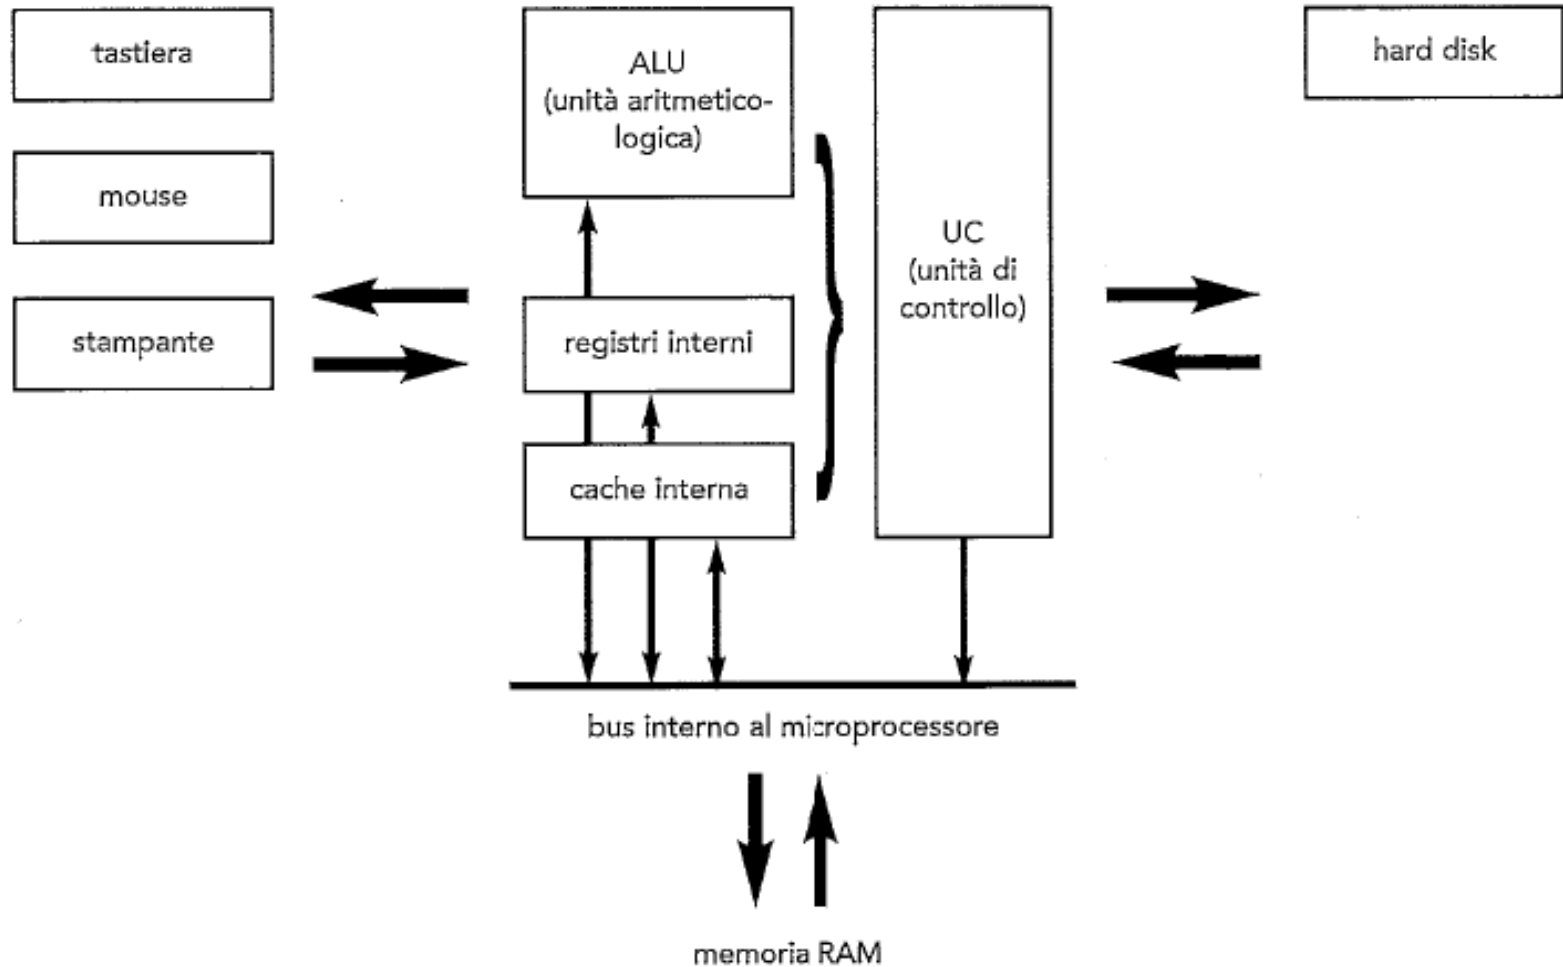 tastiera
mouse
stampante
ALU
(unità aritmetico-
logica)
registri interni
cache interna
UC
(unità di
controllo)
hard disk
bus interno al microprocessore
memoria RAM